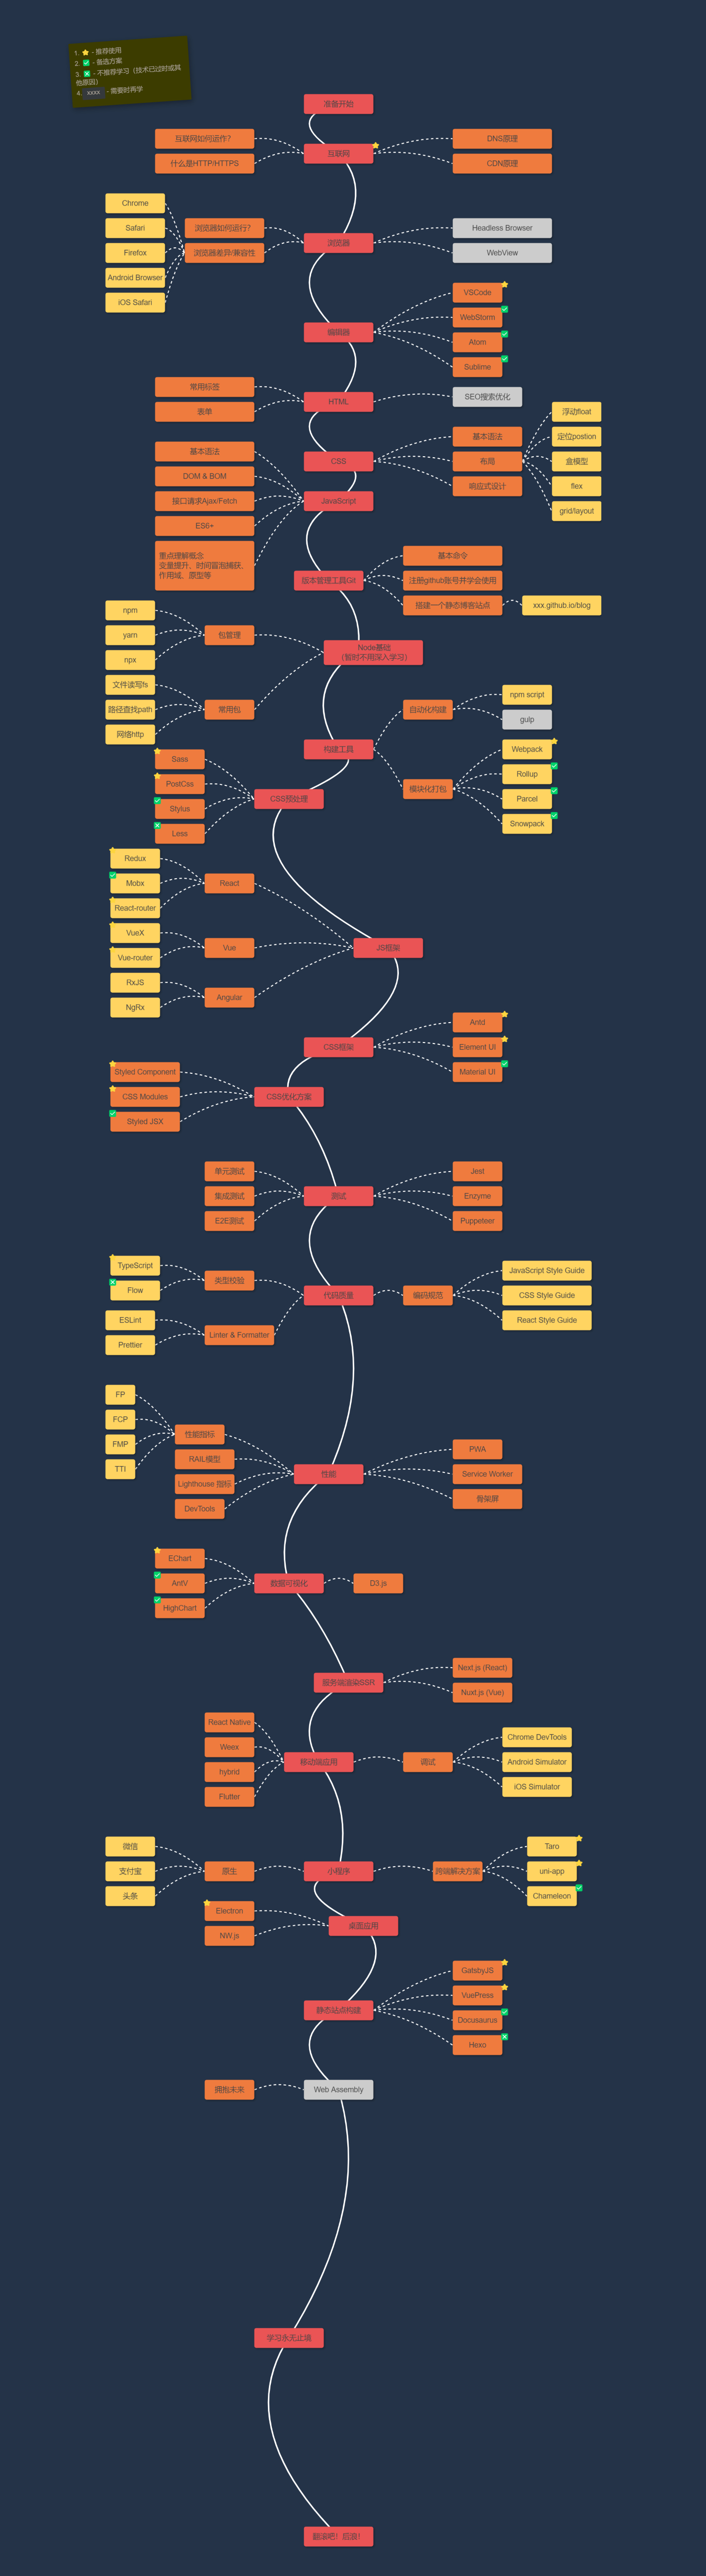 1. ⭐ - 推荐使用
2. ✅ - 备选方案
3. ❎ - 不推荐学习（技术已过时或其
他原因）
4. xxxx - 需要时再学
准备开始
互联网如何运作?
什么是HTTP/HTTPS
互联网
DNS原理
CDN原理
Chrome
Safari
Firefox
Android Browser
iOS Safari
浏览器如何运行?
浏览器差异/兼容性
浏览器
Headless Browser
WebView
编辑器
VSCode
WebStorm
Atom
Sublime
常用标签
表单
HTML
SEO搜索优化
CSS
基本语法
布局
响应式设计
浮动float
定位postion
盒模型
flex
grid/layout
基本语法
DOM & BOM
接口请求Ajax/Fetch
ES6+
重点理解概念
变量提升、时间冒泡捕获、
作用域、原型等
JavaScript
版本管理工具Git
基本命令
注册github账号并学会使用
搭建一个静态博客站点
xxx.github.io/blog
npm
yarn
npx
包管理
文件读写fs
路径查找path
网络http
常用包
Node基础
（暂时不用深入学习）
构建工具
自动化构建
npm script
gulp
模块化打包
Webpack
Rollup
Parcel
Snowpack
Sass
PostCss
Stylus
Less
CSS预处理
Redux
Mobx
React-router
React
VueX
Vue-router
Vue
RxJS
NgRx
Angular
JS框架
CSS框架
Antd
Element UI
Material UI
Styled Component
CSS Modules
Styled JSX
CSS优化方案
单元测试
集成测试
E2E测试
测试
Jest
Enzyme
Puppeteer
TypeScript
Flow
类型校验
ESLint
Prettier
Linter & Formatter
代码质量
编码规范
JavaScript Style Guide
CSS Style Guide
React Style Guide
FP
FCP
FMP
TTI
性能指标
RAIL模型
Lighthouse 指标
DevTools
性能
PWA
Service Worker
骨架屏
EChart
AntV
HighChart
数据可视化
D3.js
服务端渲染SSR
Next.js (React)
Nuxt.js (Vue)
React Native
Weex
hybrid
Flutter
移动端应用
调试
Chrome DevTools
Android Simulator
iOS Simulator
微信
支付宝
头条
原生
小程序
跨端解决方案
Taro
uni-app
Chameleon
Electron
NW.js
桌面应用
静态站点构建
GatsbyJS
VuePress
Docusaurus
Hexo
拥抱未来
Web Assembly
学习永无止境
翻滚吧！后浪！